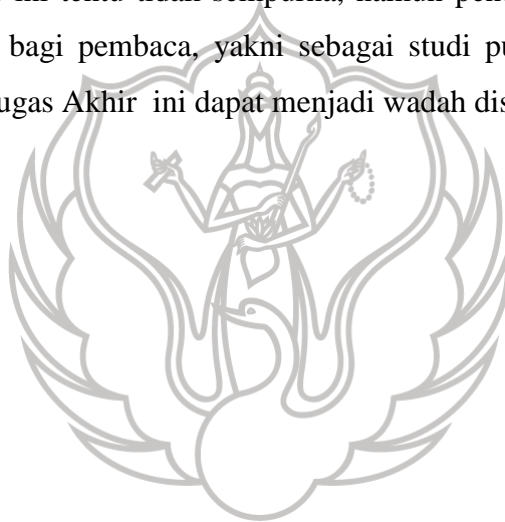 ini tentu tidak sempurna, namun
bagi pembaca, yakni sebagai studi
ugas Akhir ini dapat menjadi wadah